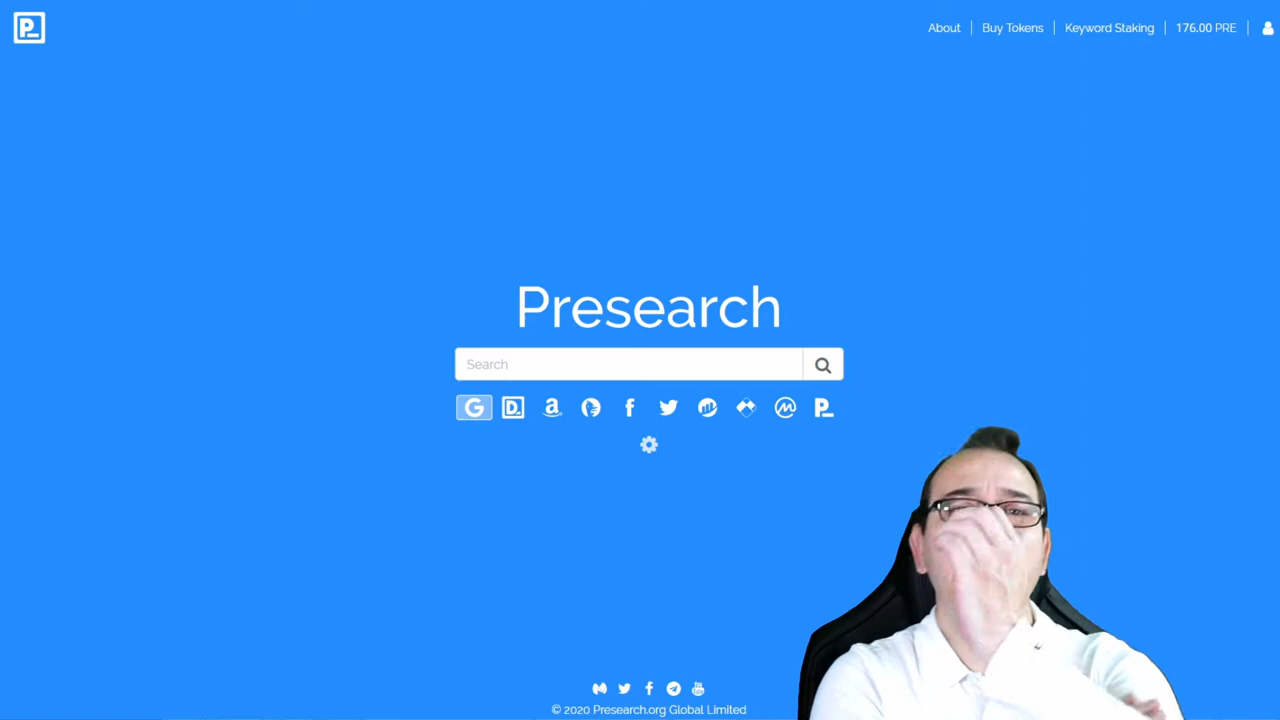 About
Buy Tokens
Keyword Staking
176.00 PRE
Presearch
Search
© 2020 Presearch.org Global Limited